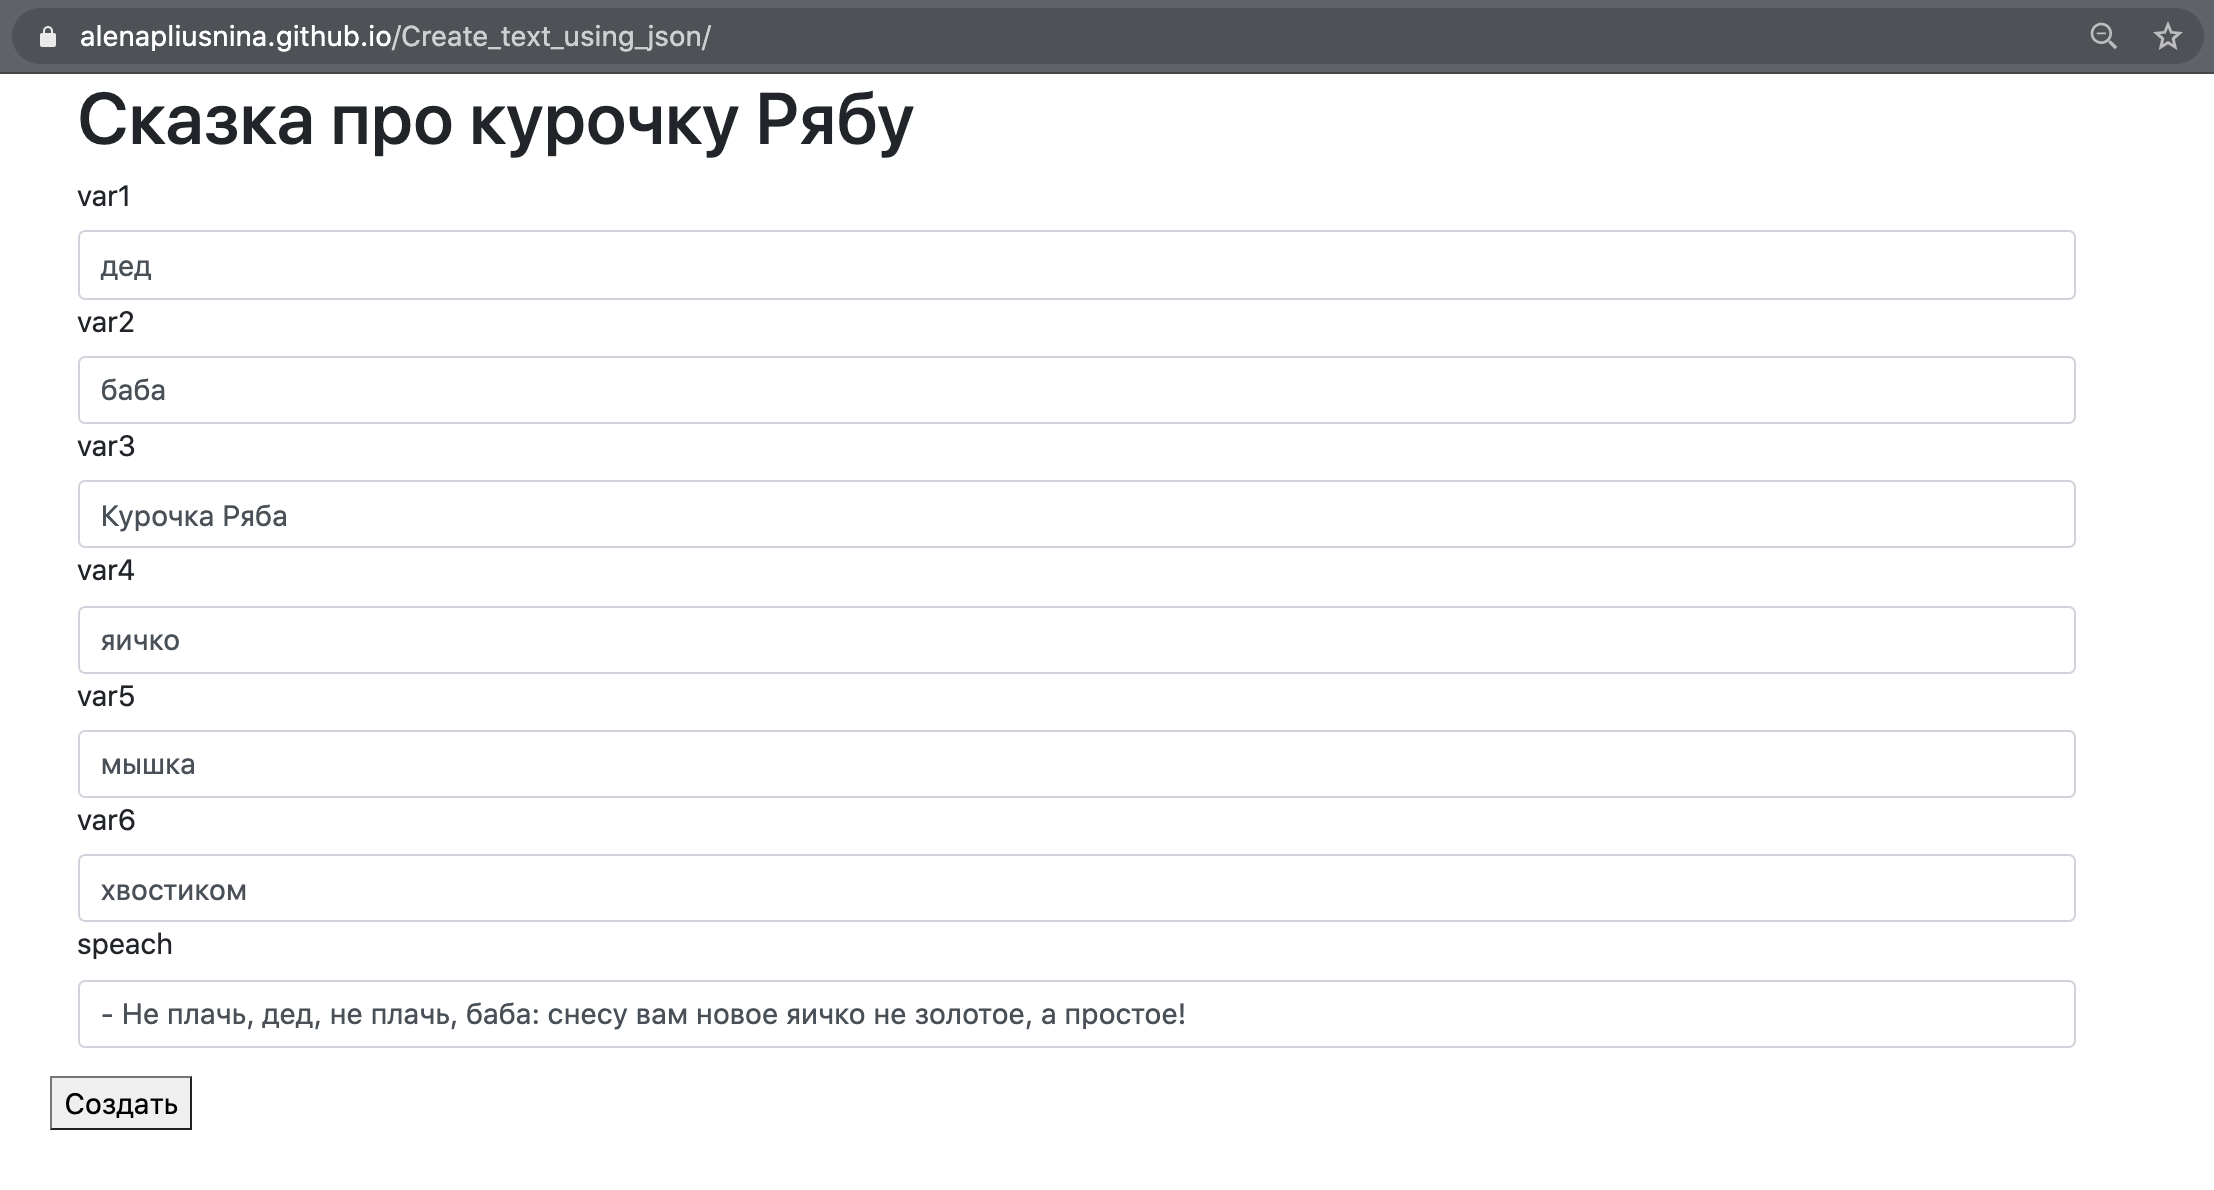 alenapliusnina.github.io/Create_text_using_json/
Сказка про курочку Рябу
var1
дед
var2
баба
var3
Курочка Ряба
var4
яичко
var5
мышка
var6
хвостиком
speach
- Не плачь, дед, не плачь, баба: снесу вам новое яичко не золотое, а простое!
Создать